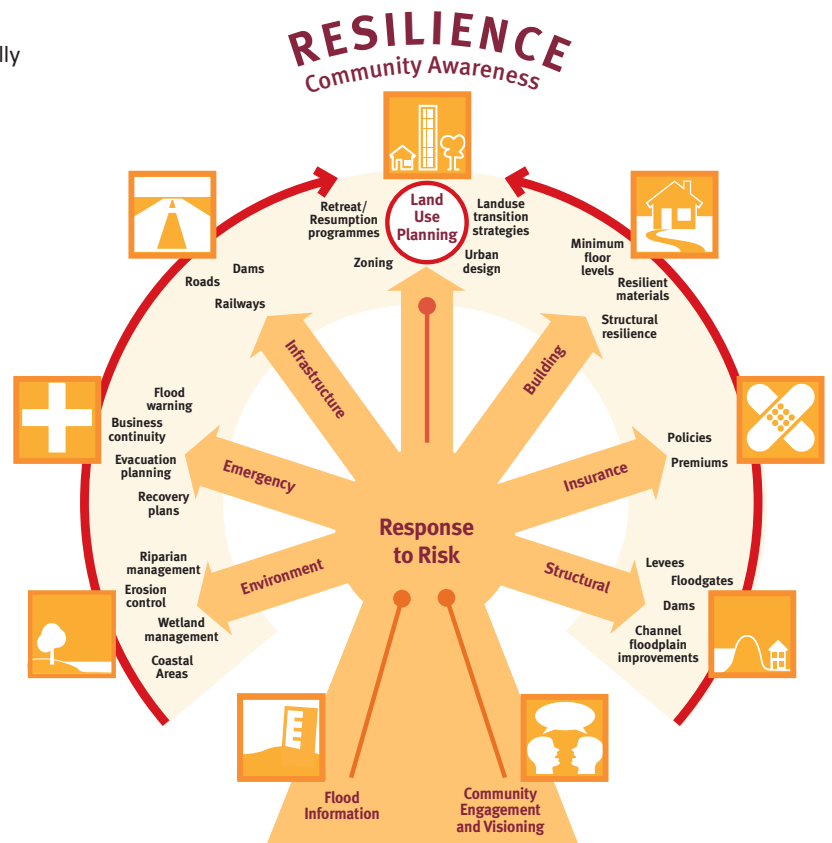 lly
RESILIENCE
Community Awareness
Retreat/
Resumption
programmes
Zoning
Land
Use
Planning
Landuse
transition
strategies
Urban
design
Dams
Roads
Railways
Infrastructure
Minimum
floor
levels
Resilient
materials
Structural
resilience
Building
Flood
warning
Business
continuity
Evacuation
planning
Recovery
plans
Emergency
Policies
Premiums
Insurance
Response
to Risk
Riparian
management
Erosion
control
Wetland
management
Coastal
Areas
Environment
Structural
Levees
Floodgates
Dams
Channel
floodplain
improvements
Flood
Information
Community
Engagement
and Visioning